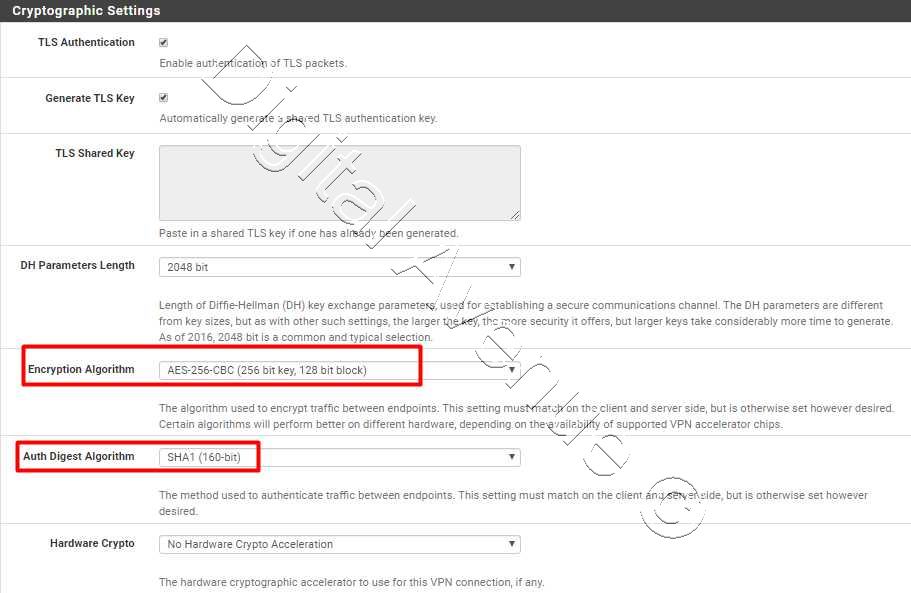 Cryptographic Settings
TLS Authentication
Enable authentication of TLS packets.
Generate TLS Key
Automatically generate a shared TLS authentication key.
TLS Shared Key
Paste in a shared TLS key if one has already been generated.
DH Parameters Length
2048 bit
Length of Diffie-Hellman (DH) key exchange parameters, used for establishing a secure communications channel. The DH parameters are different
from key sizes, but as with other such settings, the larger the key, the more security it offers, but larger keys take considerably more time to generate.
As of 2016, 2048 bit is a common and typical selection.
Encryption Algorithm
AES-256-CBC (256 bit key, 128 bit block)
The algorithm used to encrypt traffic between endpoints. This setting must match on the client and server side, but is otherwise set however desired.
Certain algorithms will perform better on different hardware, depending on the availability of supported VPN accelerator chips.
Auth Digest Algorithm
SHA1 (160-bit)
The method used to authenticate traffic between endpoints. This setting must match on the client and server side, but is otherwise set however
desired.
Hardware Crypto
No Hardware Crypto Acceleration
The hardware cryptographic accelerator to use for this VPN connection, if any.